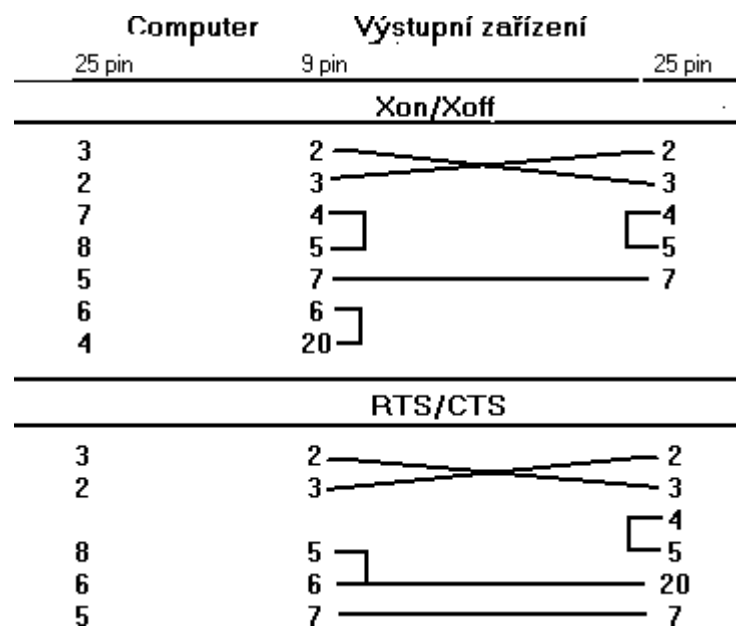 Computer Výstupní zařízení
25 pin 9 pin 25 pin
Xon/Xoff
3 2 2
2 3 3
7 4 4
8 5 5
5 7 7
6 6
4 20
RTS/CTS
3 2 2
2 3 3
4
8 5 5
6 6 20
5 7 7